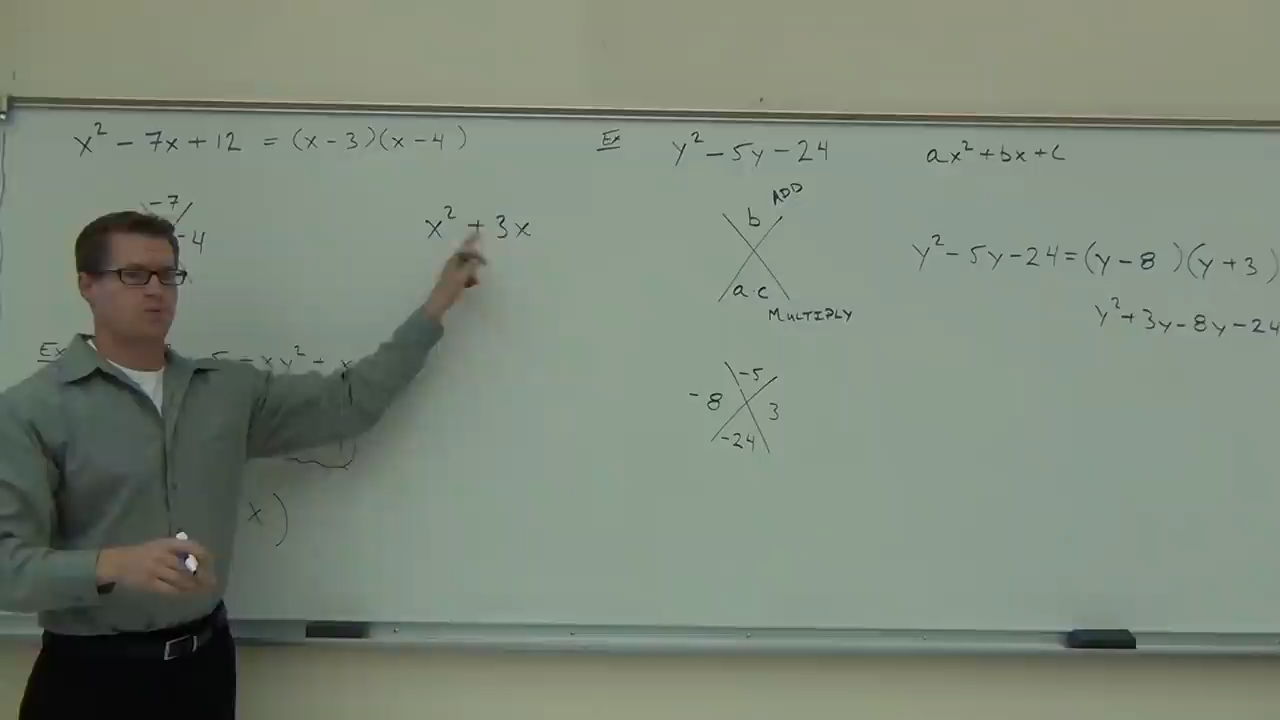 x² - 7x + 12 = (x - 3)(x - 4)
-7
-4
x² + 3x
Ex
x)
Ex y² - 5y - 24
b ADD
a·c
MULTIPLY
-5
-8 3
-24
ax² + bx + c
y² - 5y - 24 = (y - 8)(y + 3)
y² + 3y - 8y - 24